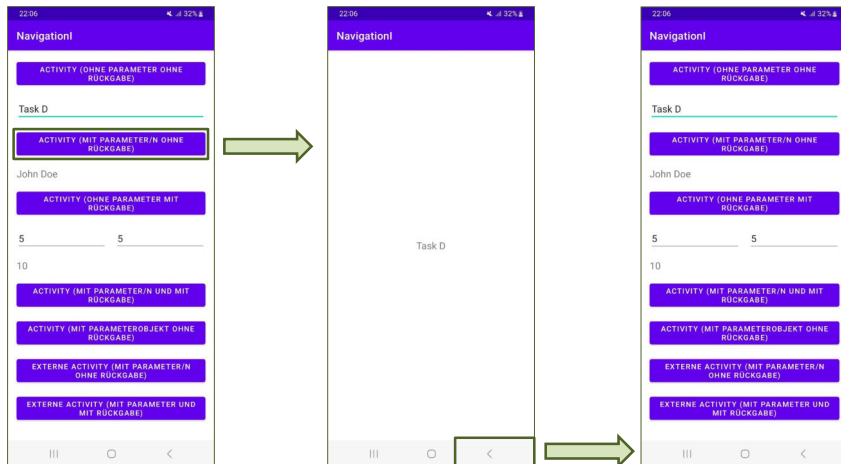 22:06 32%
NavigationI
ACTIVITY (OHNE PARAMETER OHNE
RÜCKGABE)
Task D
ACTIVITY (MIT PARAMETER/N OHNE
RÜCKGABE)
John Doe
ACTIVITY (OHNE PARAMETER MIT
RÜCKGABE)
5 5
10
ACTIVITY (MIT PARAMETER/N UND MIT
RÜCKGABE)
ACTIVITY (MIT PARAMETEROBJEKT OHNE
RÜCKGABE)
EXTERNE ACTIVITY (MIT PARAMETER/N
OHNE RÜCKGABE)
EXTERNE ACTIVITY (MIT PARAMETER UND
MIT RÜCKGABE)
22:06 32%
NavigationI
Task D
22:06 32%
NavigationI
ACTIVITY (OHNE PARAMETER OHNE
RÜCKGABE)
Task D
ACTIVITY (MIT PARAMETER/N OHNE
RÜCKGABE)
John Doe
ACTIVITY (OHNE PARAMETER MIT
RÜCKGABE)
5 5
10
ACTIVITY (MIT PARAMETER/N UND MIT
RÜCKGABE)
ACTIVITY (MIT PARAMETEROBJEKT OHNE
RÜCKGABE)
EXTERNE ACTIVITY (MIT PARAMETER/N
OHNE RÜCKGABE)
EXTERNE ACTIVITY (MIT PARAMETER UND
MIT RÜCKGABE)